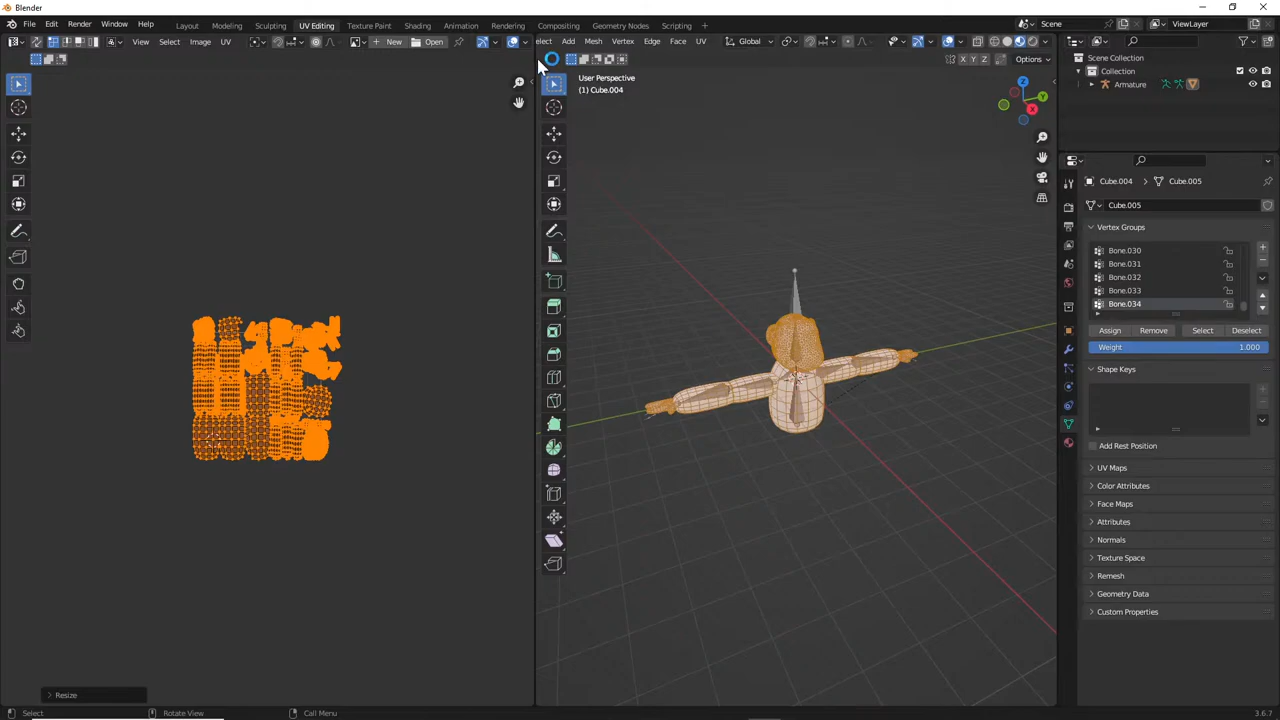 Blender
File Edit Render Window Help Layout Modeling Sculpting UV Editing Texture Paint Shading Animation Rendering Compositing Geometry Nodes Scripting + Scene ViewLayer
View Select Image UV New Open elect Add Mesh Vertex Edge Face UV Global
X Y Z Options
User Perspective
(1) Cube.004
Z
Y
X
Scene Collection
Collection
Armature
Cube.004 Cube.005
Cube.005
Vertex Groups
Bone.030
Bone.031
Bone.032
Bone.033
Bone.034
Assign Remove Select Deselect
Weight 1.000
Shape Keys
Add Rest Position
UV Maps
Color Attributes
Face Maps
Attributes
Normals
Texture Space
Remesh
Geometry Data
Custom Properties
Resize
Select Rotate View Call Menu 3.6.7